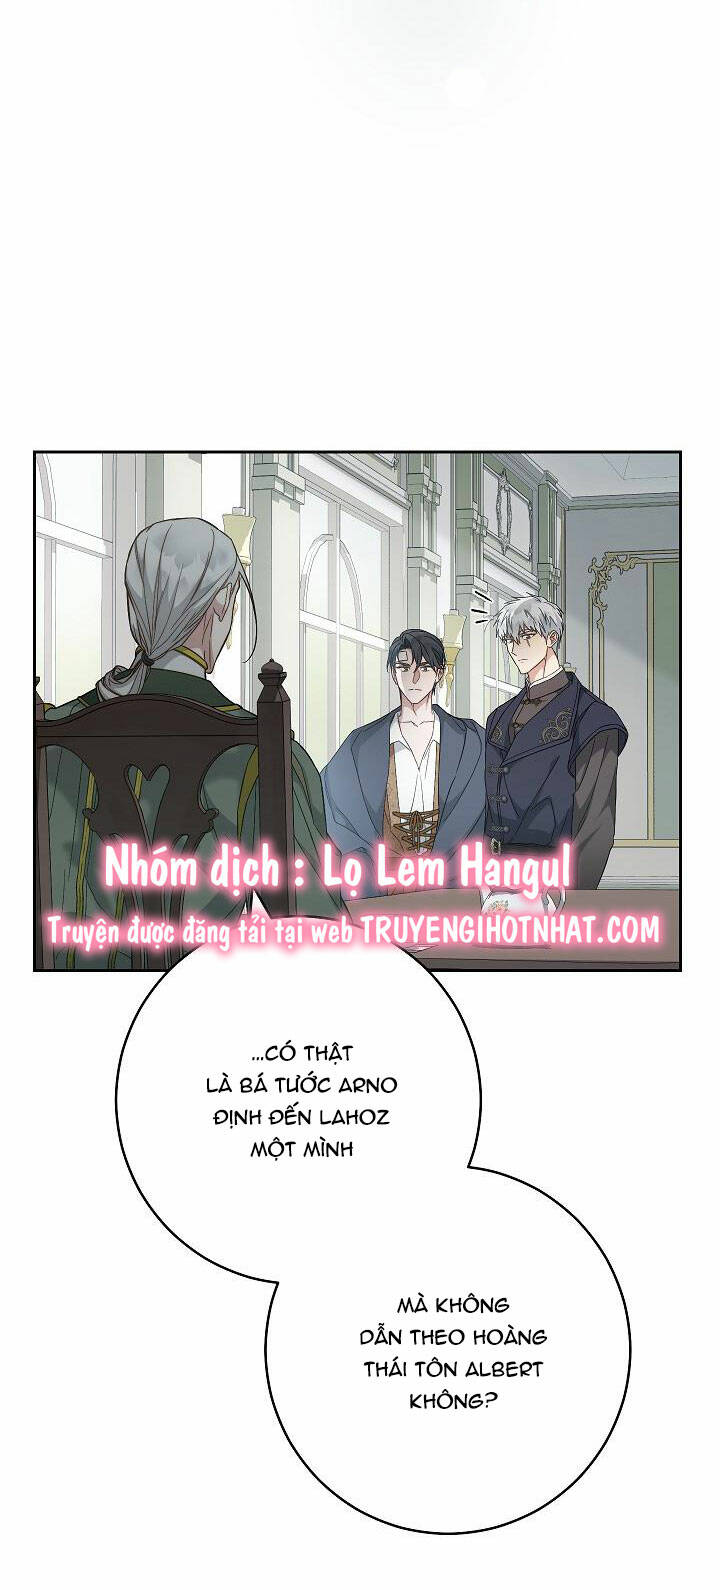 Nhóm dịch : Lọ Lem Hangul
Truyện được đăng tải tại web TRUYENGIHOTNHAT.COM
...CÓ THẬT
LÀ BÁ TƯỚC ARNO
ĐỊNH ĐẾN LAHOZ
MỘT MÌNH
MÀ KHÔNG
DẪN THEO HOÀNG
THÁI TÔN ALBERT
KHÔNG?